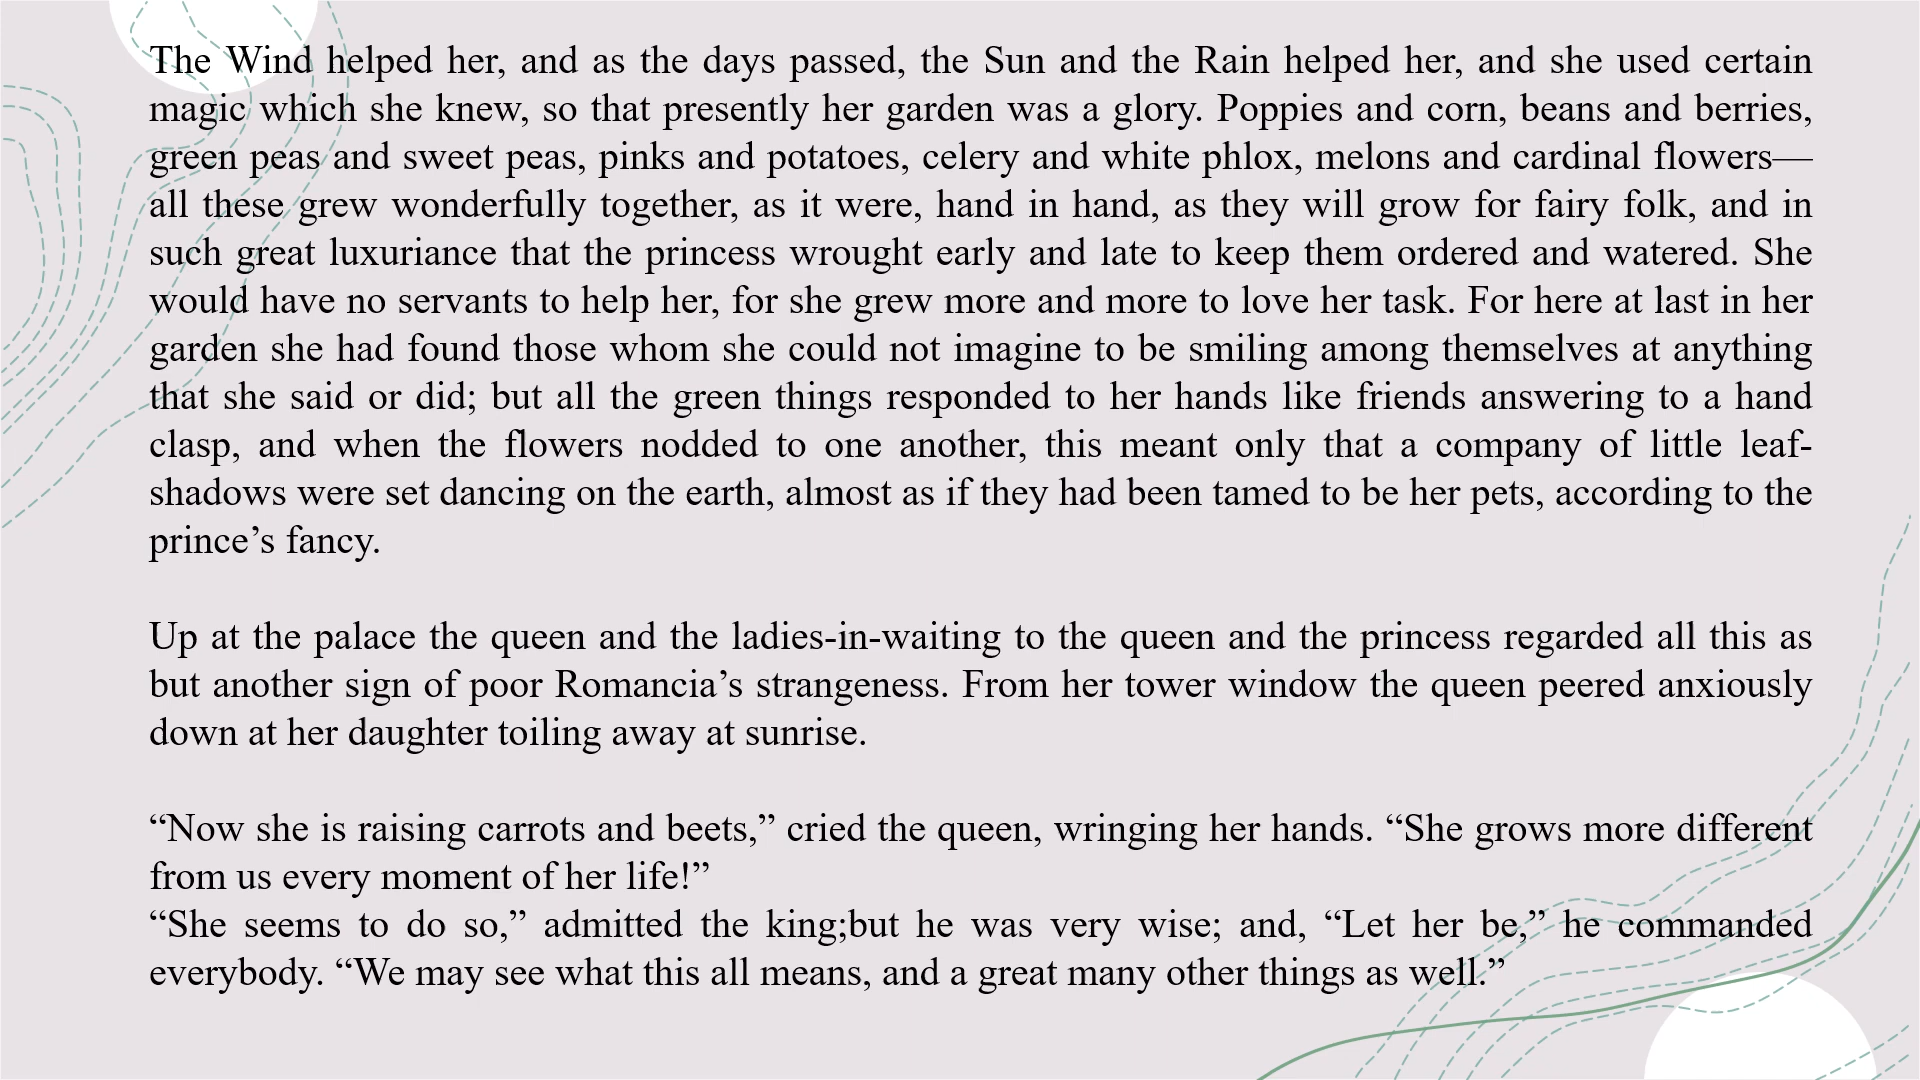 The Wind helped her, and as the days passed, the Sun and the Rain helped her, and she used certain
magic which she knew, so that presently her garden was a glory. Poppies and corn, beans and berries,
green peas and sweet peas, pinks and potatoes, celery and white phlox, melons and cardinal flowers—
all these grew wonderfully together, as it were, hand in hand, as they will grow for fairy folk, and in
such great luxuriance that the princess wrought early and late to keep them ordered and watered. She
would have no servants to help her, for she grew more and more to love her task. For here at last in her
garden she had found those whom she could not imagine to be smiling among themselves at anything
that she said or did; but all the green things responded to her hands like friends answering to a hand
clasp, and when the flowers nodded to one another, this meant only that a company of little leaf-
shadows were set dancing on the earth, almost as if they had been tamed to be her pets, according to the
prince’s fancy.
Up at the palace the queen and the ladies-in-waiting to the queen and the princess regarded all this as
but another sign of poor Romancia’s strangeness. From her tower window the queen peered anxiously
down at her daughter toiling away at sunrise.
“Now she is raising carrots and beets,” cried the queen, wringing her hands. “She grows more different
from us every moment of her life!”
“She seems to do so,” admitted the king;but he was very wise; and, “Let her be,” he commanded
everybody. “We may see what this all means, and a great many other things as well.”